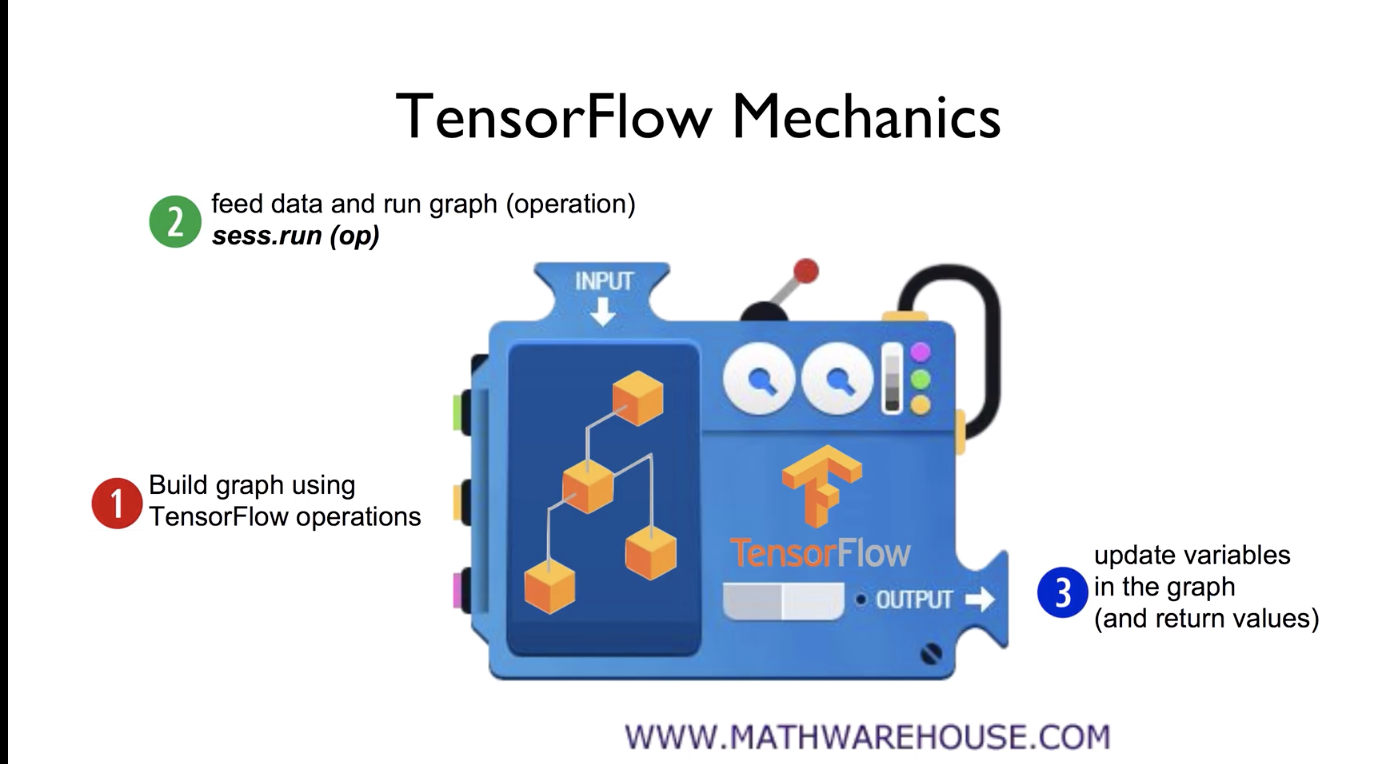 TensorFlow Mechanics
2 feed data and run graph (operation)
sess.run (op)
INPUT
1 Build graph using
TensorFlow operations
TensorFlow
OUTPUT
3 update variables
in the graph
(and return values)
WWW.MATHWAREHOUSE.COM